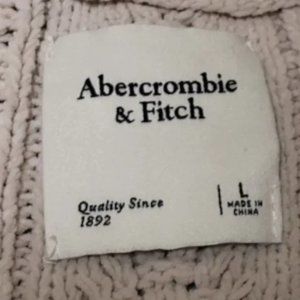 Abercrombie
& Fitch
Quality Since
1892
L
MADE IN
CHINA